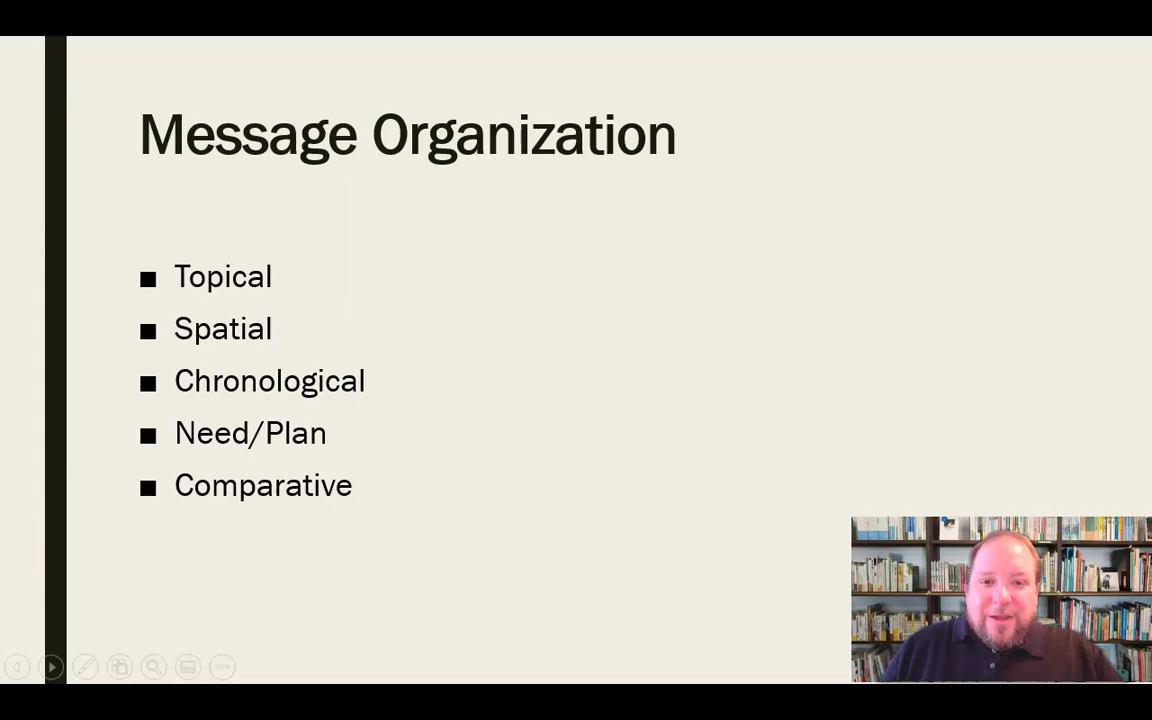 Message Organization
Topical
Spatial
Chronological
Need/Plan
Comparative